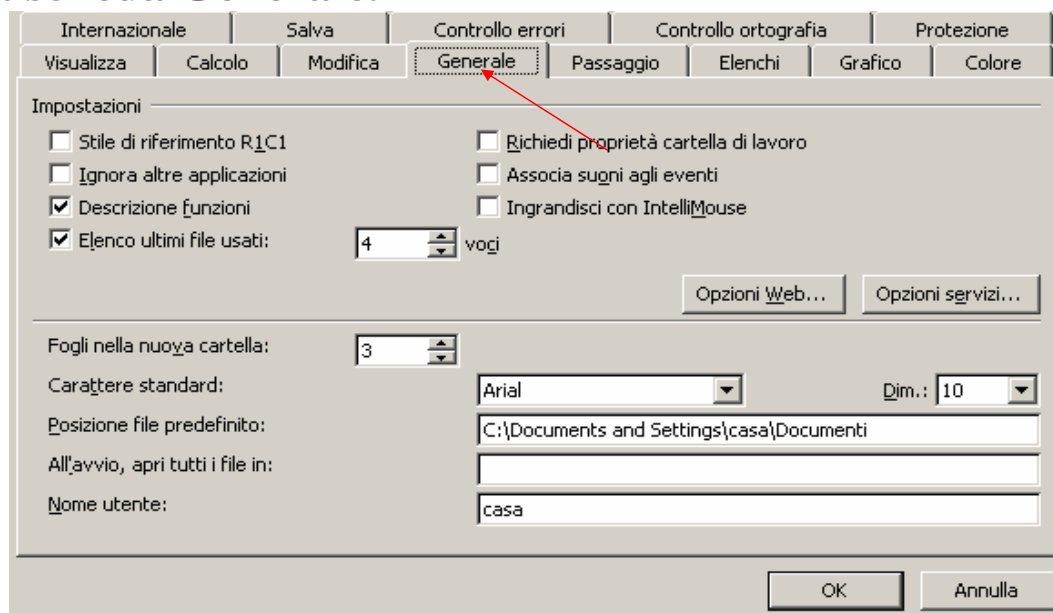 Internazionale Salva Controllo errori Controllo ortografia Protezione
Visualizza Calcolo Modifica Generale Passaggio Elenchi Grafico Colore
Impostazioni
Stile di riferimento R1C1 Richiedi proprietà cartella di lavoro
Ignora altre applicazioni Associa suoni agli eventi
Descrizione funzioni Ingrandisci con IntelliMouse
Elenco ultimi file usati: 4 voci
Opzioni Web... Opzioni servizi...
Fogli nella nuova cartella: 3
Carattere standard: Arial Dim.: 10
Posizione file predefinito: C:\Documents and Settings\casa\Documenti
All'avvio, apri tutti i file in:
Nome utente: casa
OK Annulla